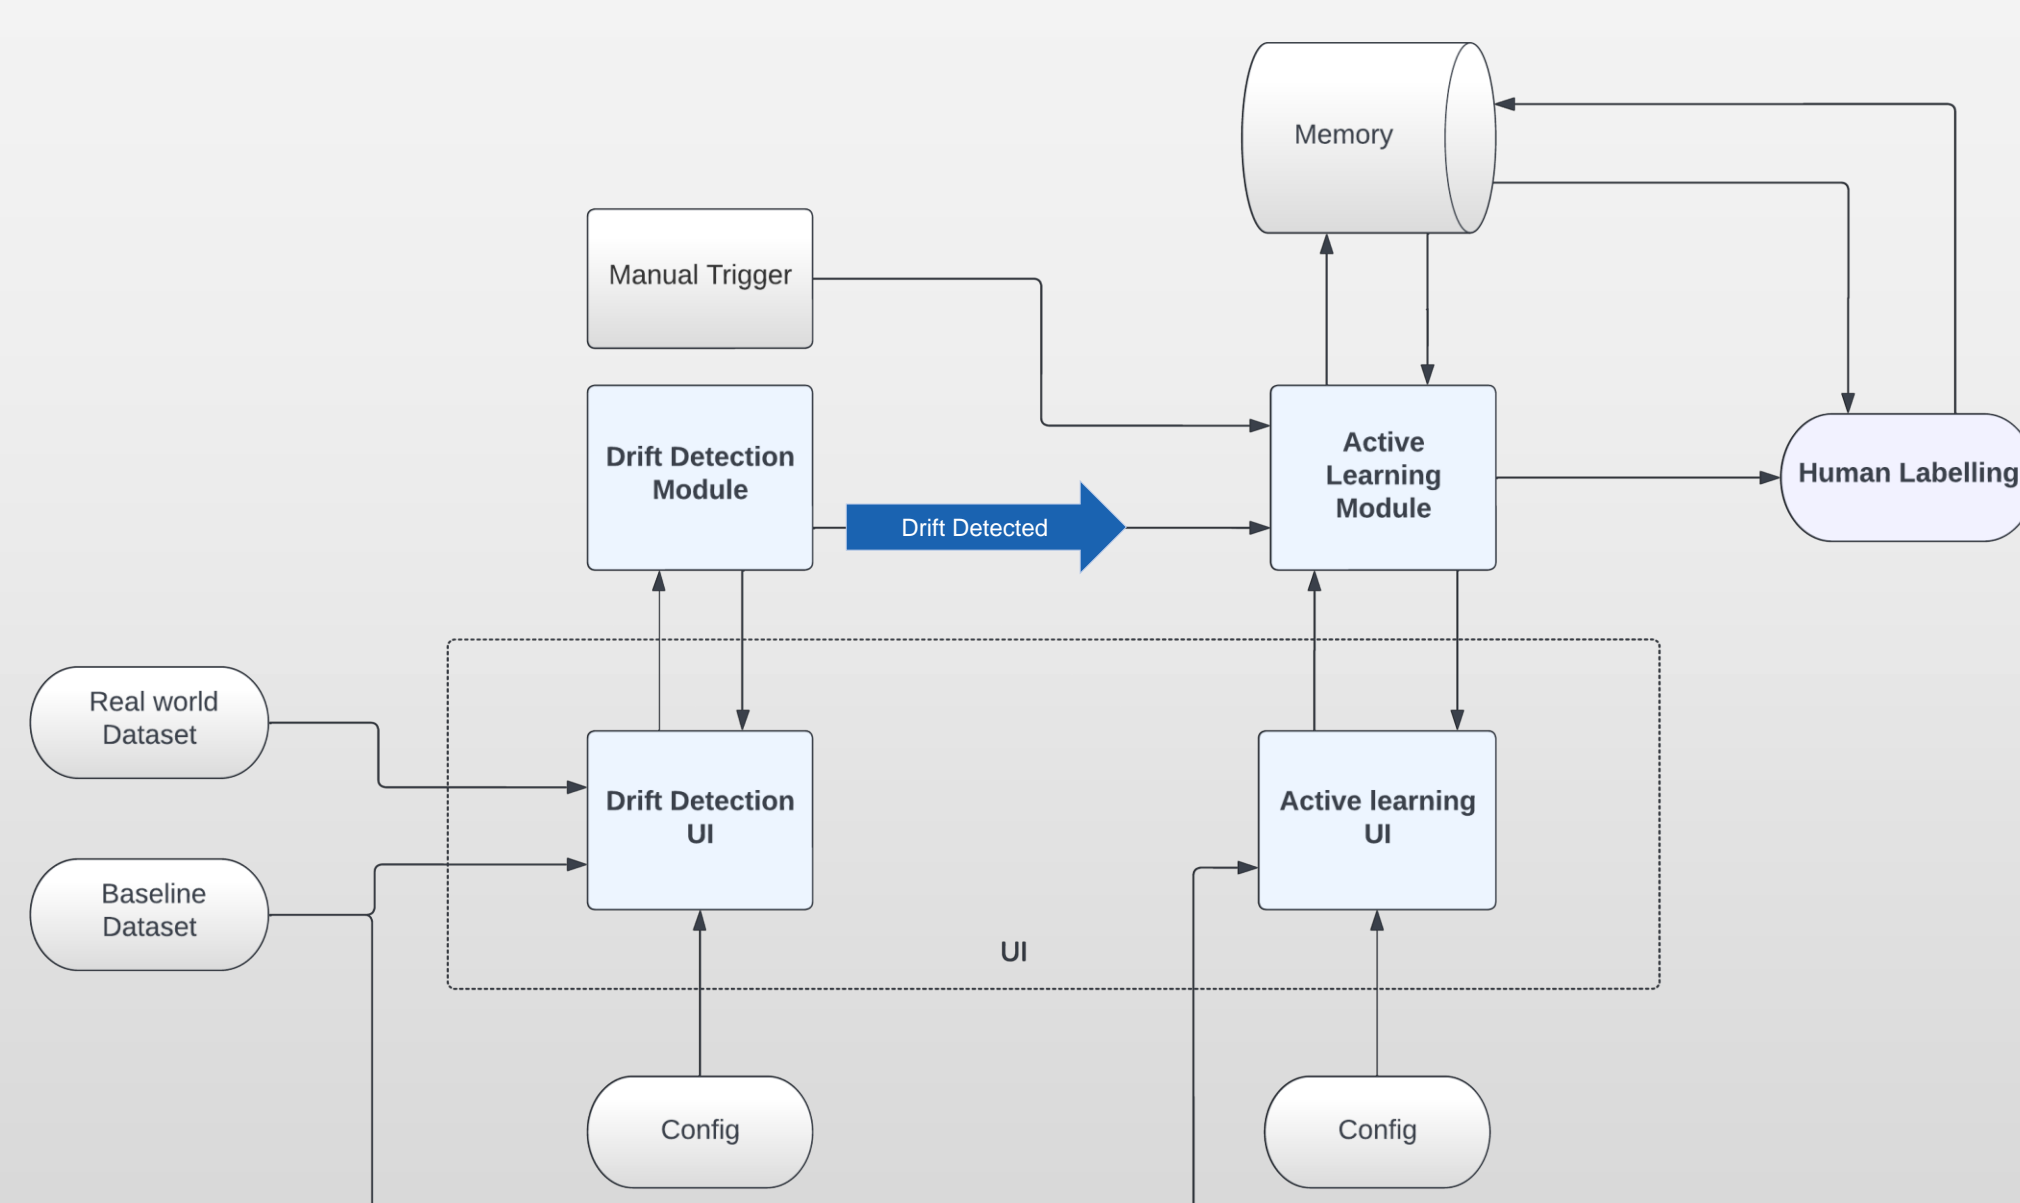 Memory
Manual Trigger
Drift Detection
Module
Drift Detected
Active
Learning
Module
Human Labelling
Real world
Dataset
Drift Detection
UI
Active learning
UI
Baseline
Dataset
UI
Config
Config